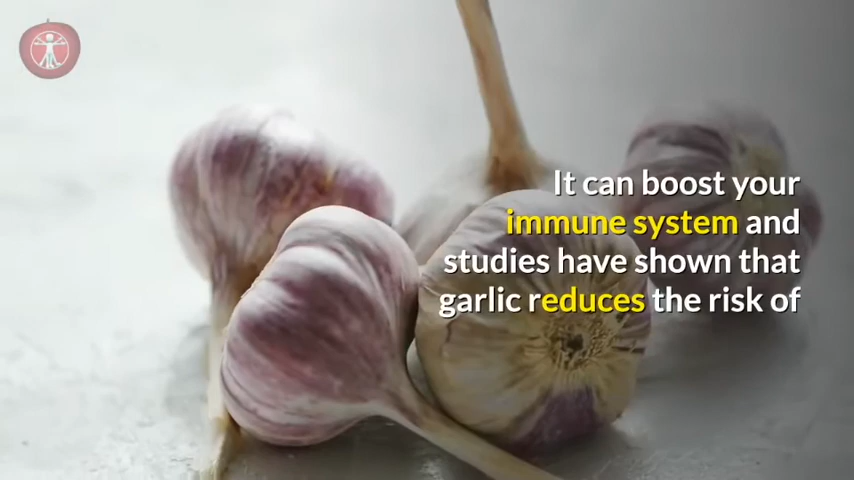 It can boost your
immune system and
studies have shown that
garlic reduces the risk of